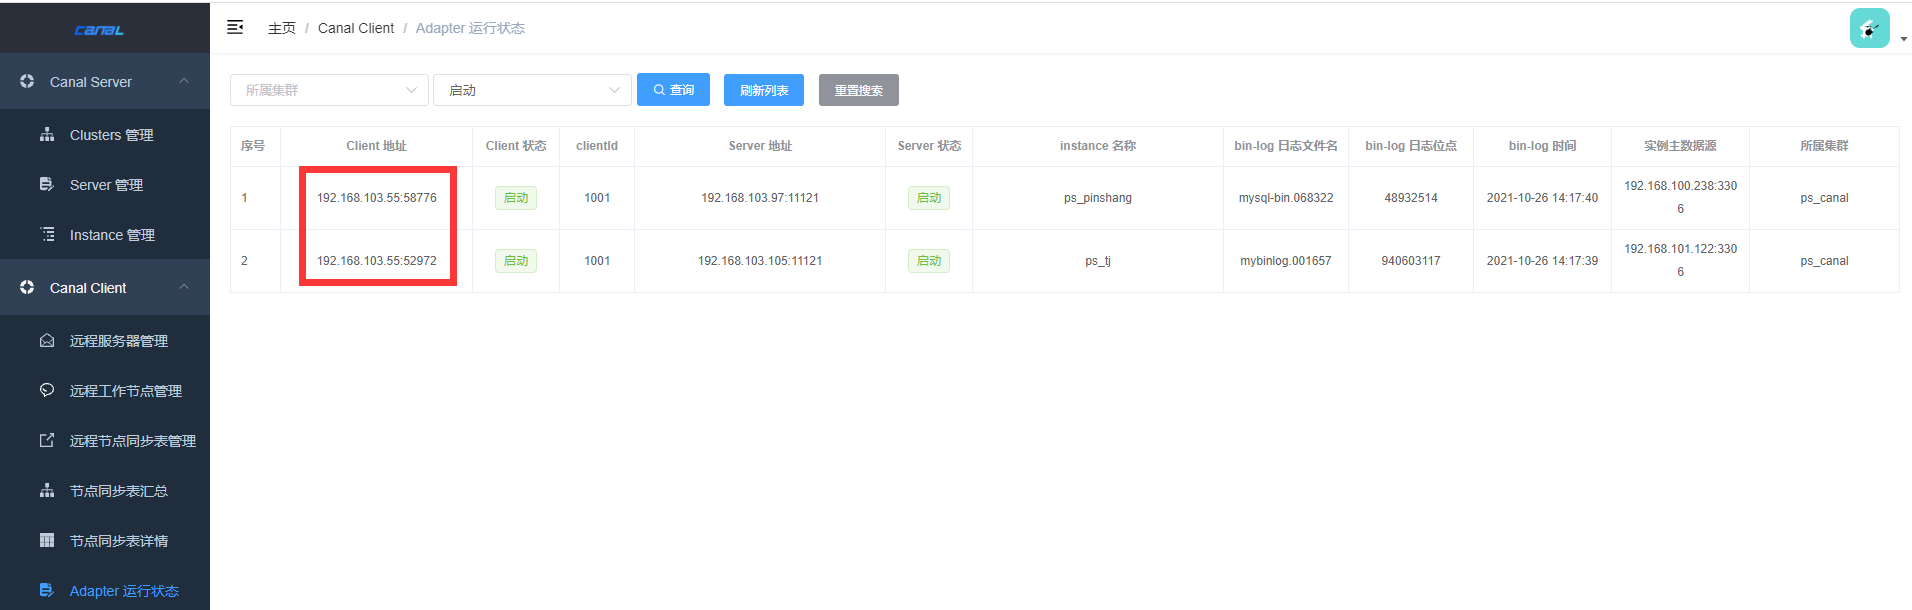 canal
主页 / Canal Client / Adapter 运行状态
Canal Server
Clusters 管理
Server 管理
Instance 管理
Canal Client
远程服务器管理
远程工作节点管理
远程节点同步表管理
节点同步表汇总
节点同步表详情
Adapter 运行状态
所属集群 启动 查询 刷新列表 重置搜索
序号 Client 地址 Client 状态 clientId Server 地址 Server 状态 instance 名称 bin-log 日志文件名 bin-log 日志位点 bin-log 时间 实例主数据源 所属集群
1 192.168.103.55:58776 启动 1001 192.168.103.97:11121 启动 ps_pinshang mysql-bin.068322 48932514 2021-10-26 14:17:40 192.168.100.238:330
6 ps_canal
2 192.168.103.55:52972 启动 1001 192.168.103.105:11121 启动 ps_tj mybinlog.001657 940603117 2021-10-26 14:17:39 192.168.101.122:330
6 ps_canal